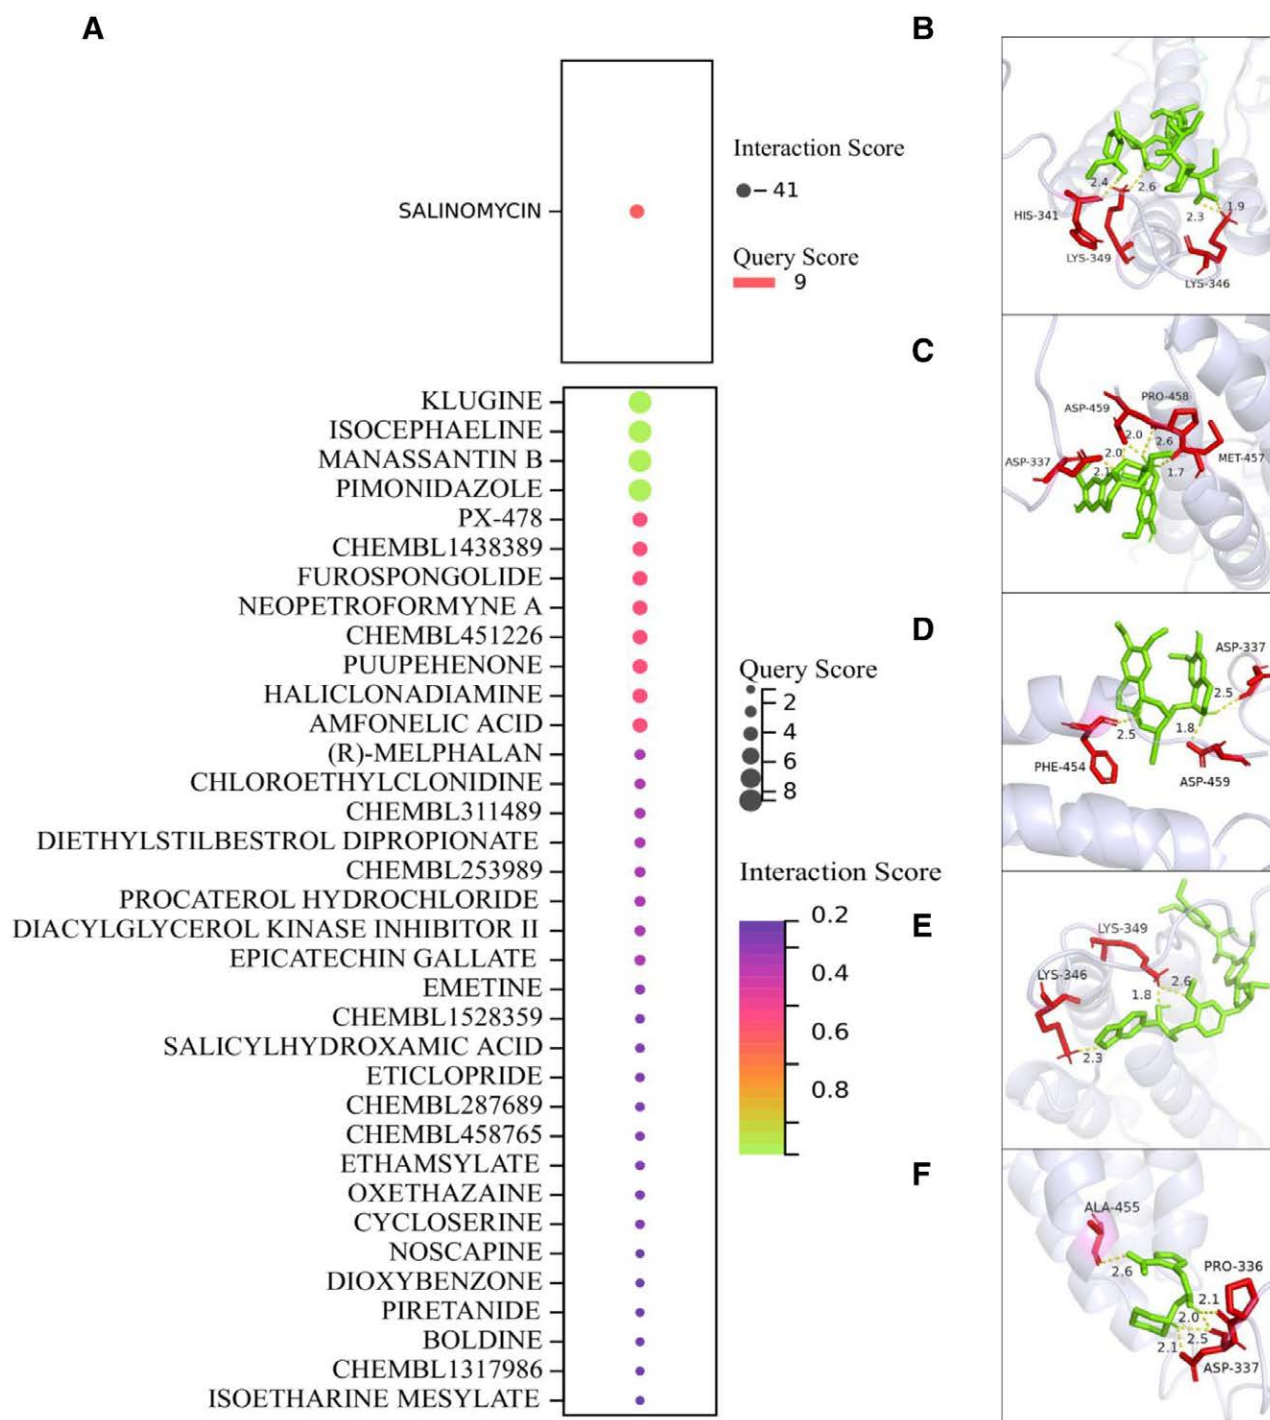 A
SALINOMYCIN
Interaction Score
41
Query Score
9
KLUGINE
ISOCEPHAELINE
MANASSANTIN B
PIMONIDAZOLE
PX-478
CHEMBL1438389
FUROSPONGOLIDE
NEOPETROFORMYNE A
CHEMBL451226
PUUPEHENONE
HALICLONADIAMINE
AMFONELIC ACID
(R)-MELPHALAN
CHLOROETHYLCLONIDINE
CHEMBL311489
DIETHYLSTILBESTROL DIPROPIONATE
CHEMBL253989
PROCATEROL HYDROCHLORIDE
DIACYLGLYCEROL KINASE INHIBITOR II
EPICATECHIN GALLATE
EMETINE
CHEMBL1528359
SALICYLHYDROXAMIC ACID
ETICLOPRIDE
CHEMBL287689
CHEMBL458765
ETHAMSYLATE
OXETHAZAINE
CYCLOSERINE
NOSCAPINE
DIOXYBENZONE
PIRETANIDE
BOLDINE
CHEMBL1317986
ISOETHARINE MESYLATE
Query Score
2
4
6
8
Interaction Score
0.2
0.4
0.6
0.8
B
2.4
2.6
HIS-341
2.3
1.9
LYS-349
LYS-346
C
PRO-458
ASP-459
2.0
2.6
2.0
MET-457
ASP-337
2.1
1.7
D
ASP-337
2.5
2.5
1.8
PHE-454
ASP-459
E
LYS-349
LYS-346
2.6
1.8
2.3
F
ALA-455
2.6
PRO-336
2.1
2.0
2.5
2.1
ASP-337